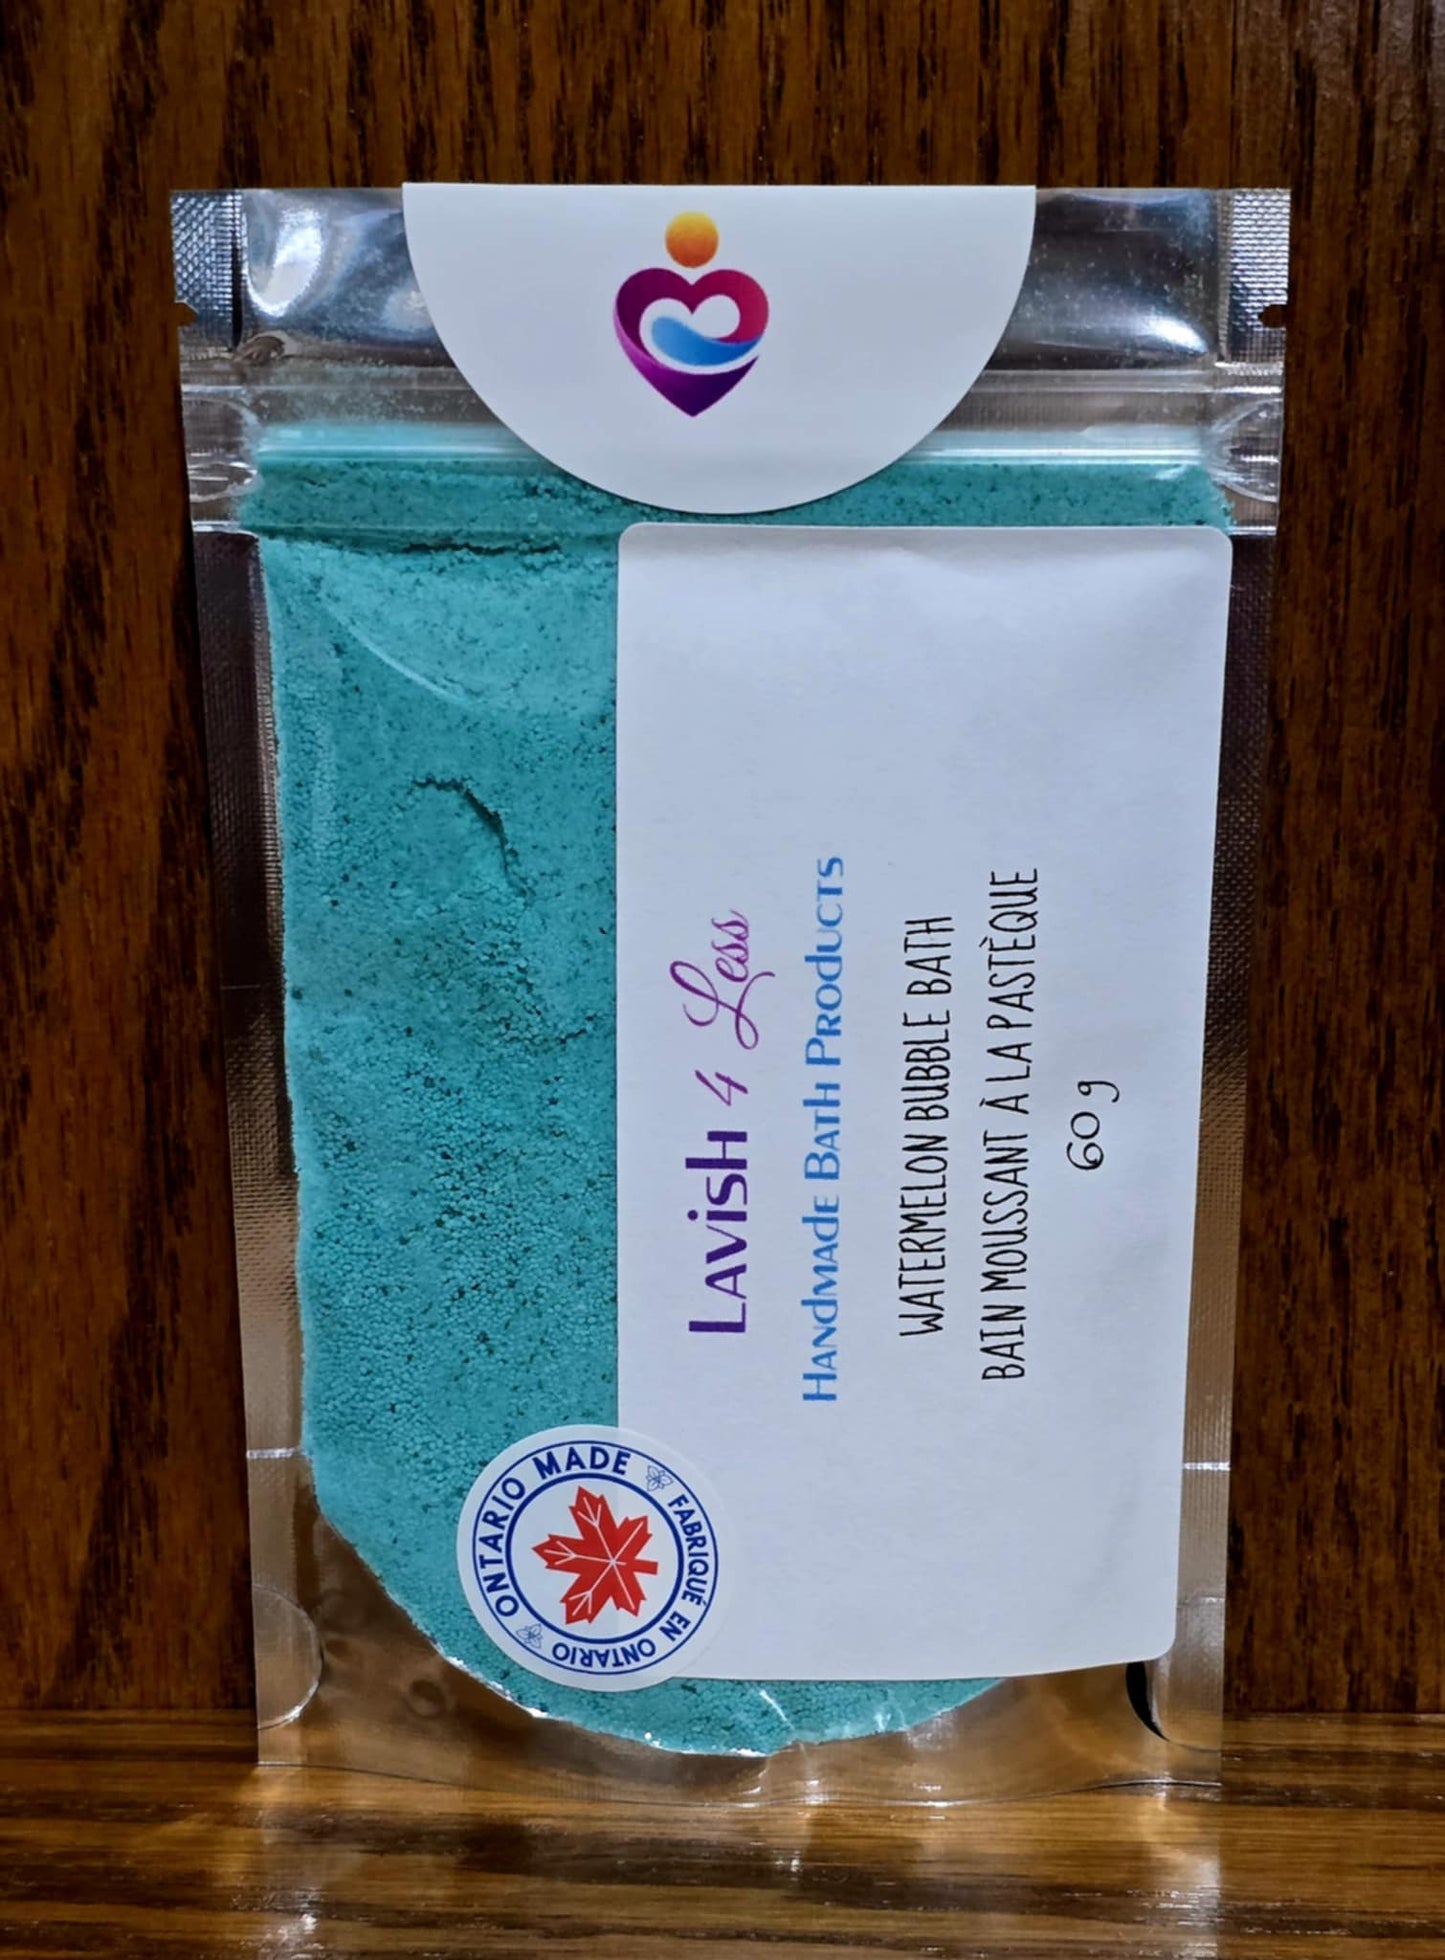 Lavish 4 Less
Handmade Bath Products
WATERMELON BUBBLE BATH
BAIN MOUSSANT À LA PASTÈQUE
60 g
ONTARIO MADE
FABRIQUÉ EN ONTARIO